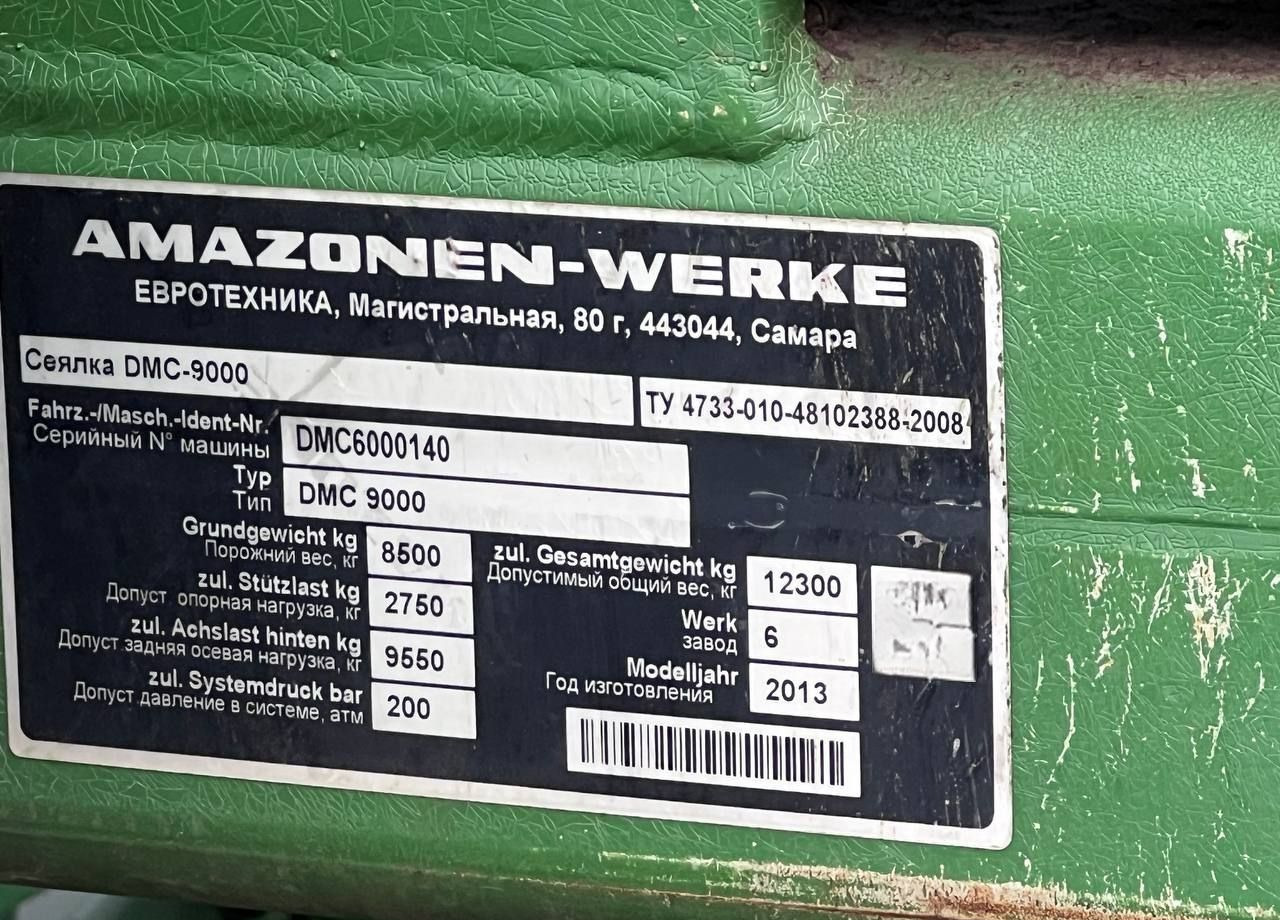 AMAZONEN-WERKE
ЕВРОТЕХНИКА, Магистральная, 80 г, 443044, Самара
Сеялка DMC-9000
ТУ 4733-010-48102388-2008
Fahrz.-/Masch.-Ident-Nr.
Серийный N° машины
DMC6000140
Typ
Тип
DMC 9000
Grundgewicht kg
Порожний вес, кг
8500
zul. Gesamtgewicht kg
Допустимый общий вес, кг
12300
zul. Stützlast kg
Допуст опорная нагрузка, кг
2750
Werk
завод
6
zul. Achslast hinten kg
Допуст.задняя осевая нагрузка, кг
9550
Modelljahr
Год изготовления
2013
zul. Systemdruck bar
Допуст.давление в системе, атм
200